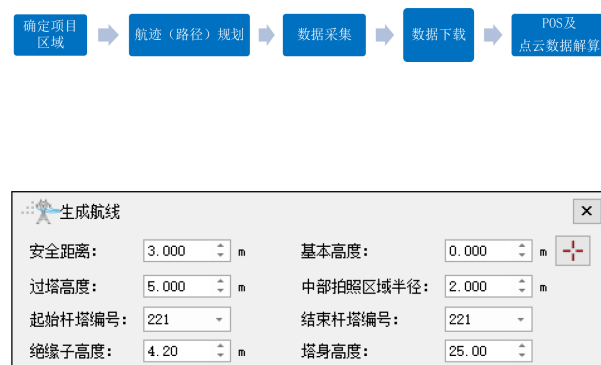 确定项目
区域
航迹（路径）规划
数据采集
数据下载
POS及
点云数据解算
生成航线
安全距离： 3.000 m 基本高度： 0.000 m
过塔高度： 5.000 m 中部拍照区域半径： 2.000 m
起始杆塔编号： 221 结束杆塔编号： 221
绝缘子高度： 4.20 m 塔身高度： 25.00